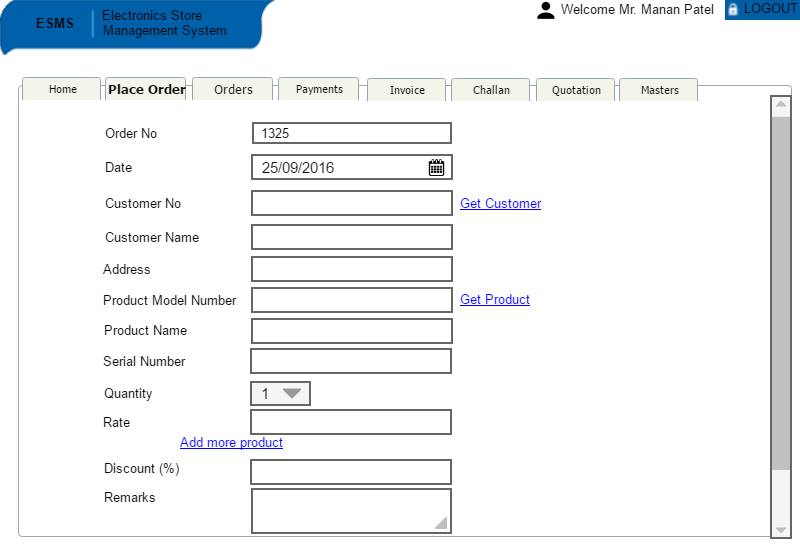 ESMS
Electronics Store
Management System
Welcome Mr. Manan Patel
LOGOUT
Home
Place Order
Orders
Payments
Invoice
Challan
Quotation
Masters
Order No
1325
Date
25/09/2016
Customer No
Get Customer
Customer Name
Address
Product Model Number
Get Product
Product Name
Serial Number
Quantity
1
Rate
Add more product
Discount (%)
Remarks